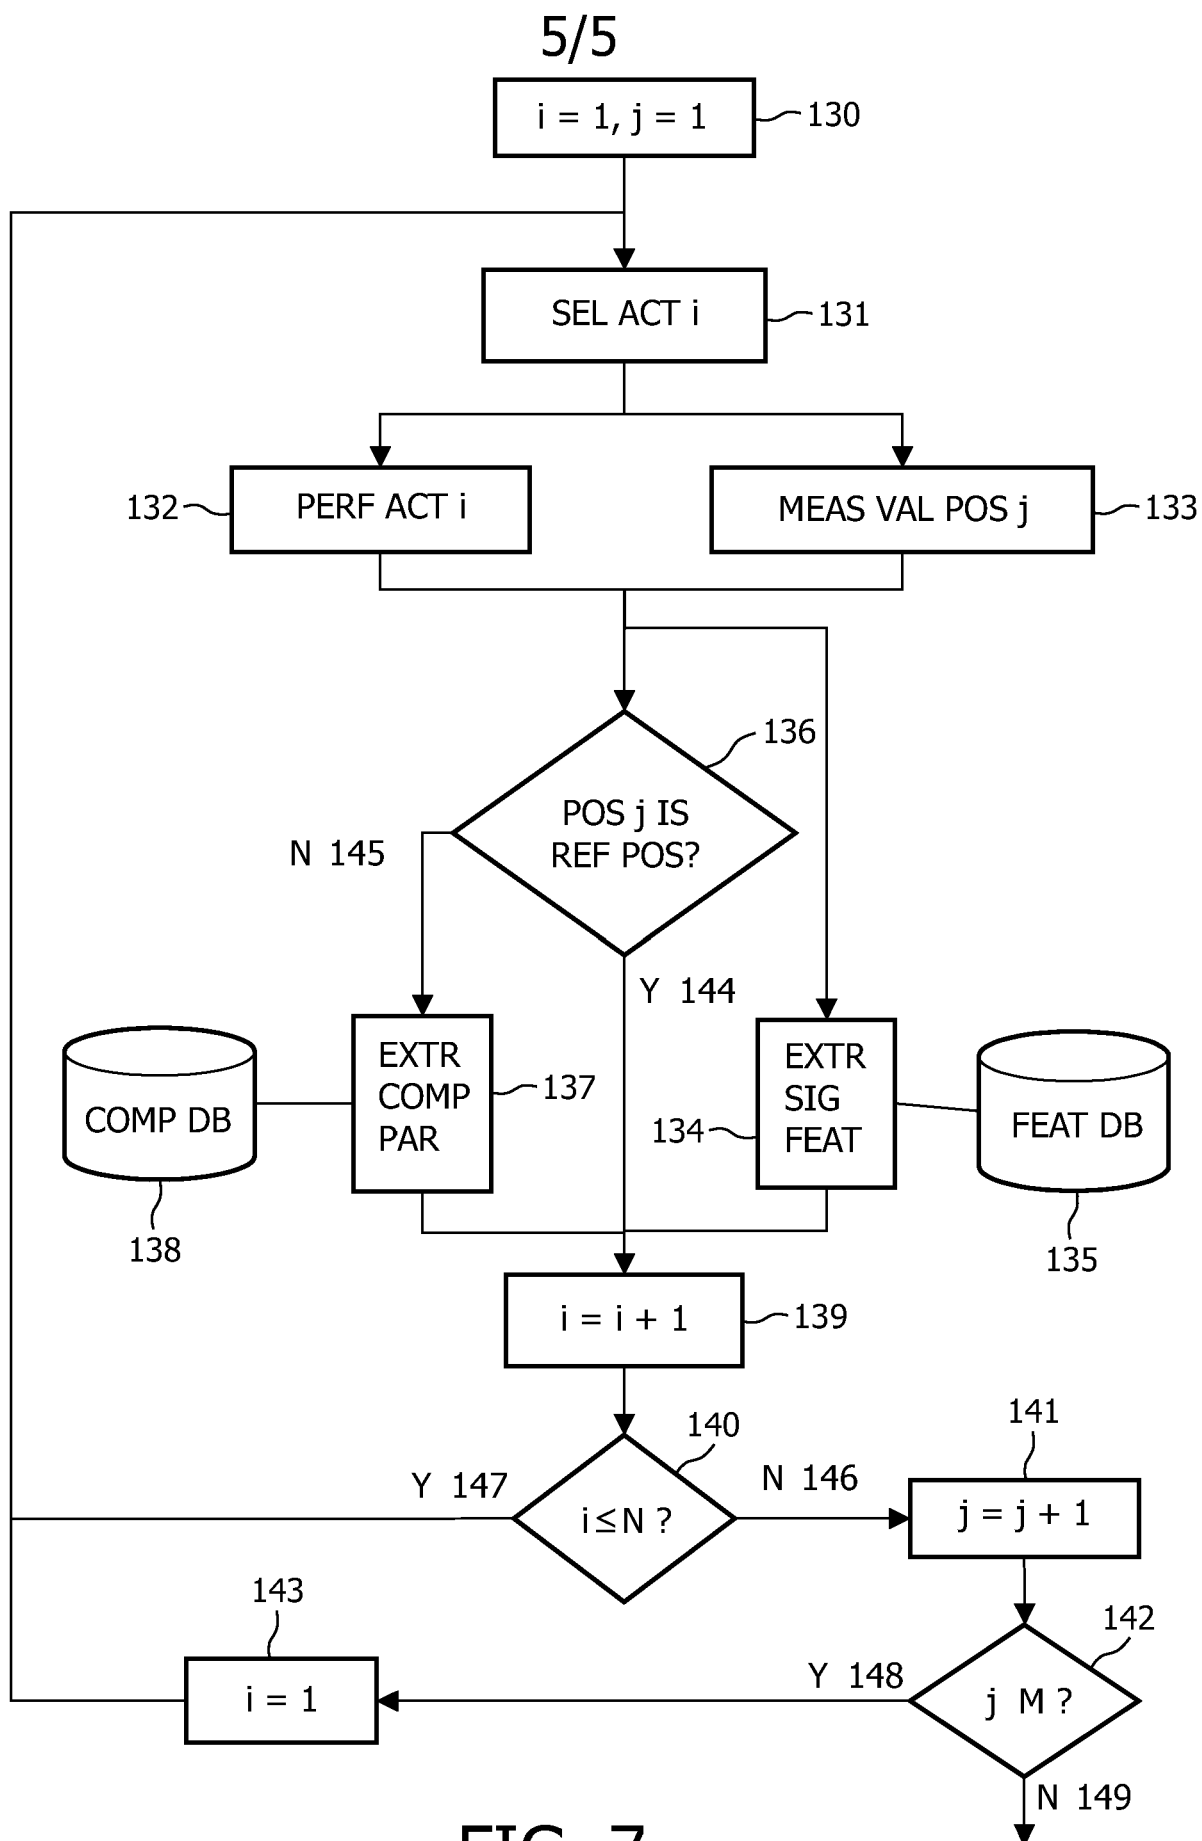 5/5
i = 1, j = 1
130
SEL ACT i
131
132
PERF ACT i
MEAS VAL POS j
133
136
POS j IS
REF POS?
N 145
Y 144
EXTR
COMP
PAR
137
COMP DB
138
EXTR
SIG
FEAT
134
FEAT DB
135
i = i + 1
139
140
i≤N ?
Y 147
N 146
141
j = j + 1
142
j M ?
Y 148
143
i = 1
N 149
FIG. 7